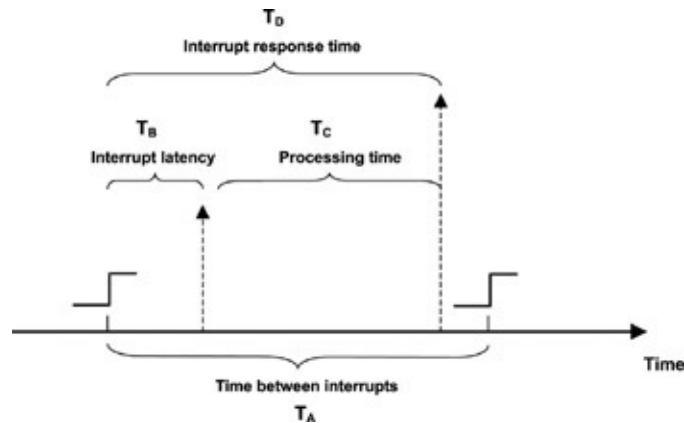 T_D
Interrupt response time
T_B
Interrupt latency
T_C
Processing time
Time
Time between interrupts
T_A